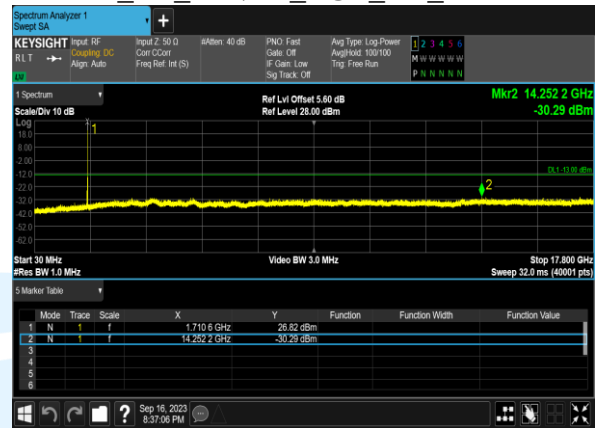 Spectrum Analyzer 1
Swept SA
KEYSIGHT Input: RF Input Z: 50 Ω #Atten: 40 dB PNO: Fast Avg Type: Log-Power 1 2 3 4 5 6
RLT Coupling: DC Corr CCorr Gate: Off Avg|Hold: 100/100 M W W W W W
Align: Auto Freq Ref: Int (S) IF Gain: Low Trig: Free Run
Sig Track: Off P N N N N N
LV
1 Spectrum Ref Lvl Offset 5.60 dB Mkr2 14.252 2 GHz
Scale/Div 10 dB Ref Level 28.00 dBm -30.29 dBm
Log
1
18.0
8.00
-2.00
-12.0 DL1 -13.00 dBm
-22.0 2
-32.0
-42.0
-52.0
-62.0
Start 30 MHz Video BW 3.0 MHz Stop 17.800 GHz
#Res BW 1.0 MHz Sweep 32.0 ms (40001 pts)
5 Marker Table
Mode Trace Scale X Y Function Function Width Function Value
1 N 1 f 1.710 6 GHz 26.82 dBm
2 N 1 f 14.252 2 GHz -30.29 dBm
3
4
5
6
? Sep 16, 2023
8:37:06 PM